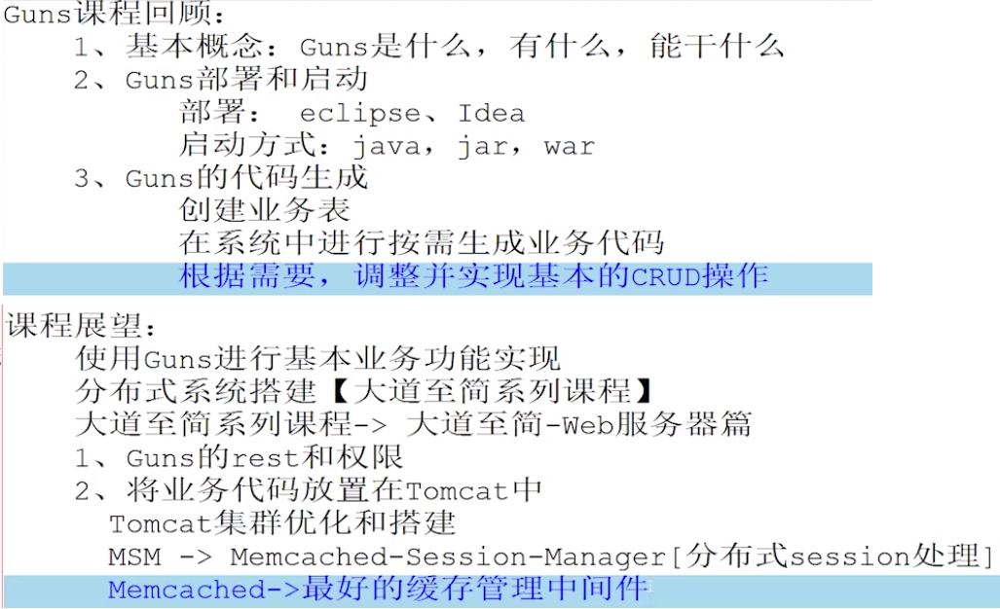 Guns课程回顾：
1、基本概念：Guns是什么，有什么，能干什么
2、Guns部署和启动
部署： eclipse、Idea
启动方式：java，jar，war
3、Guns的代码生成
创建业务表
在系统中进行按需生成业务代码
根据需要，调整并实现基本的CRUD操作
课程展望：
使用Guns进行基本业务功能实现
分布式系统搭建【大道至简系列课程】
大道至简系列课程-> 大道至简-Web服务器篇
1、Guns的rest和权限
2、将业务代码放置在Tomcat中
Tomcat集群优化和搭建
MSM -> Memcached-Session-Manager[分布式session处理]
Memcached->最好的缓存管理中间件